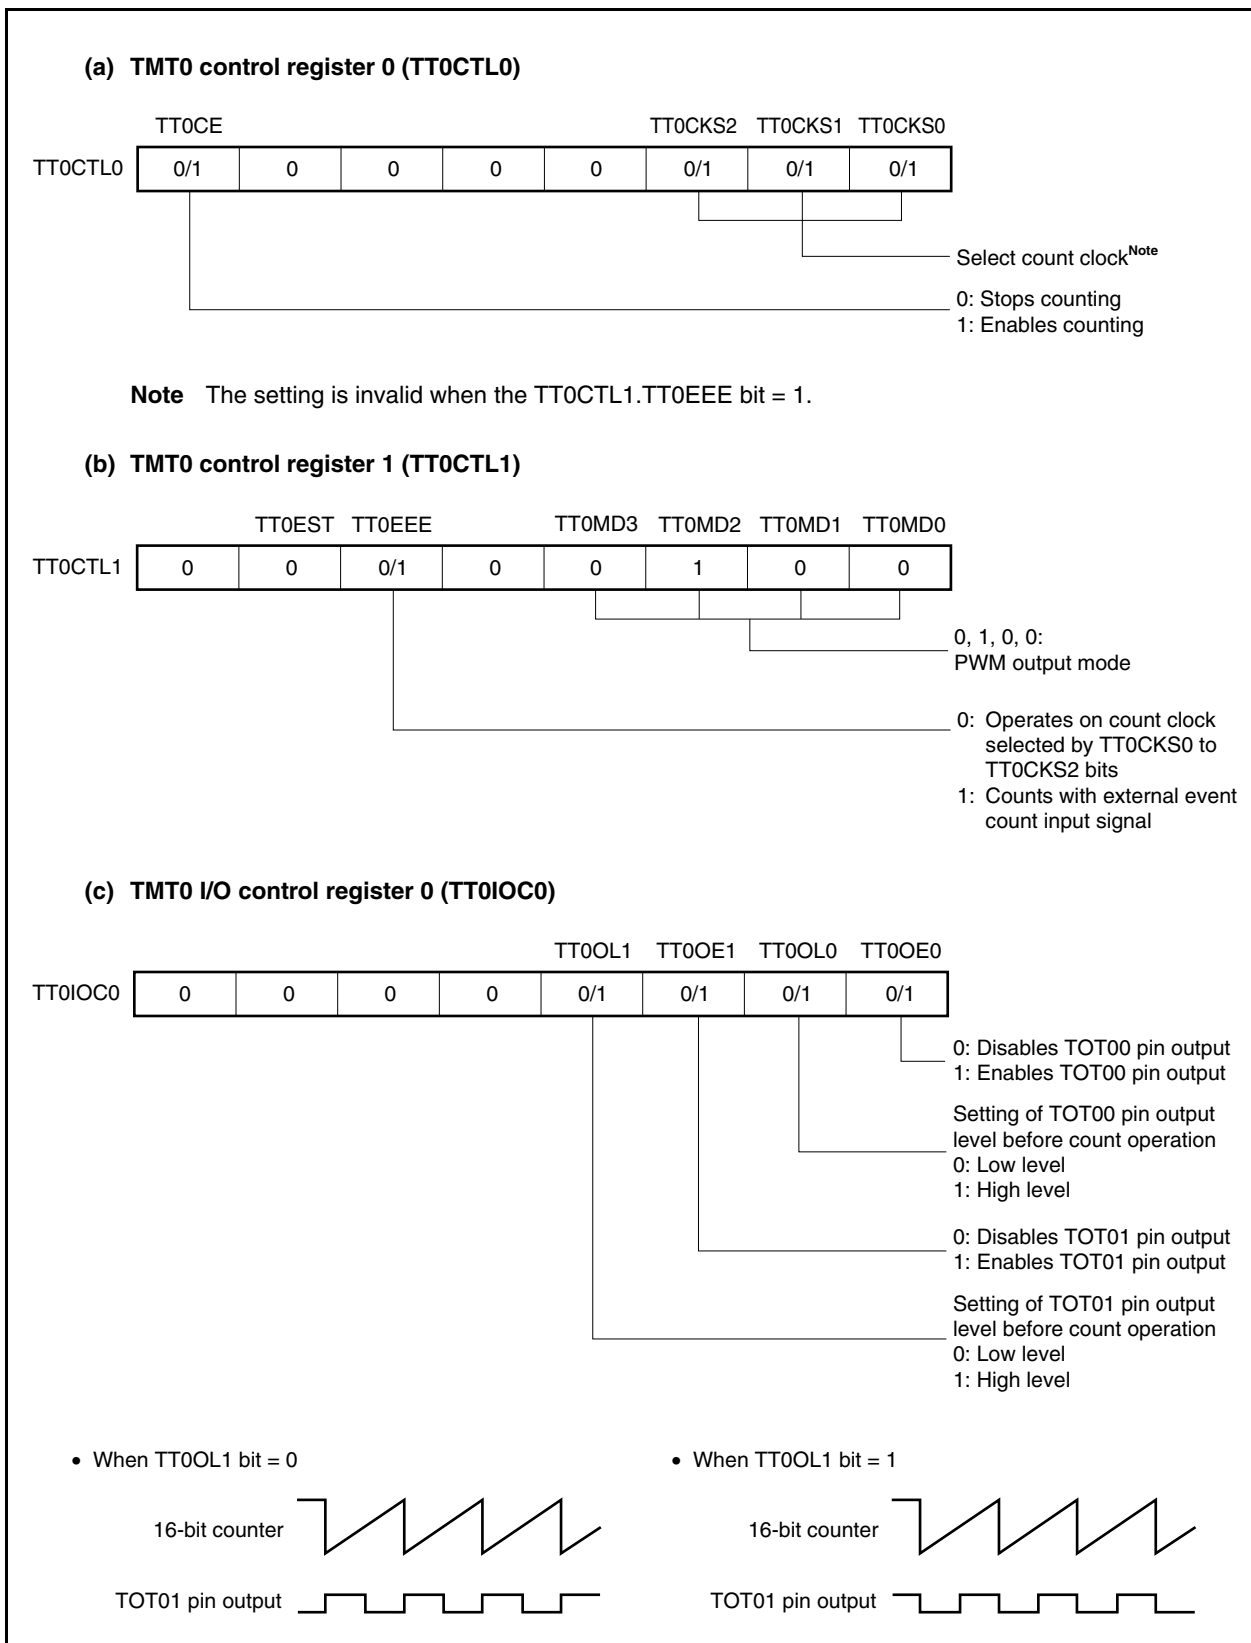 (a) TMT0 control register 0 (TT0CTL0)
TT0CE TT0CKS2 TT0CKS1 TT0CKS0
TT0CTL0 0/1 0 0 0 0 0/1 0/1 0/1
Select count clockNote
0: Stops counting
1: Enables counting
Note The setting is invalid when the TT0CTL1.TT0EEE bit = 1.
(b) TMT0 control register 1 (TT0CTL1)
TT0EST TT0EEE TT0MD3 TT0MD2 TT0MD1 TT0MD0
TT0CTL1 0 0 0/1 0 0 1 0 0
0, 1, 0, 0:
PWM output mode
0: Operates on count clock
selected by TT0CKS0 to
TT0CKS2 bits
1: Counts with external event
count input signal
(c) TMT0 I/O control register 0 (TT0IOC0)
TT0OL1 TT0OE1 TT0OL0 TT0OE0
TT0IOC0 0 0 0 0 0/1 0/1 0/1 0/1
0: Disables TOT00 pin output
1: Enables TOT00 pin output
Setting of TOT00 pin output
level before count operation
0: Low level
1: High level
0: Disables TOT01 pin output
1: Enables TOT01 pin output
Setting of TOT01 pin output
level before count operation
0: Low level
1: High level
• When TT0OL1 bit = 0
16-bit counter
TOT01 pin output
• When TT0OL1 bit = 1
16-bit counter
TOT01 pin output